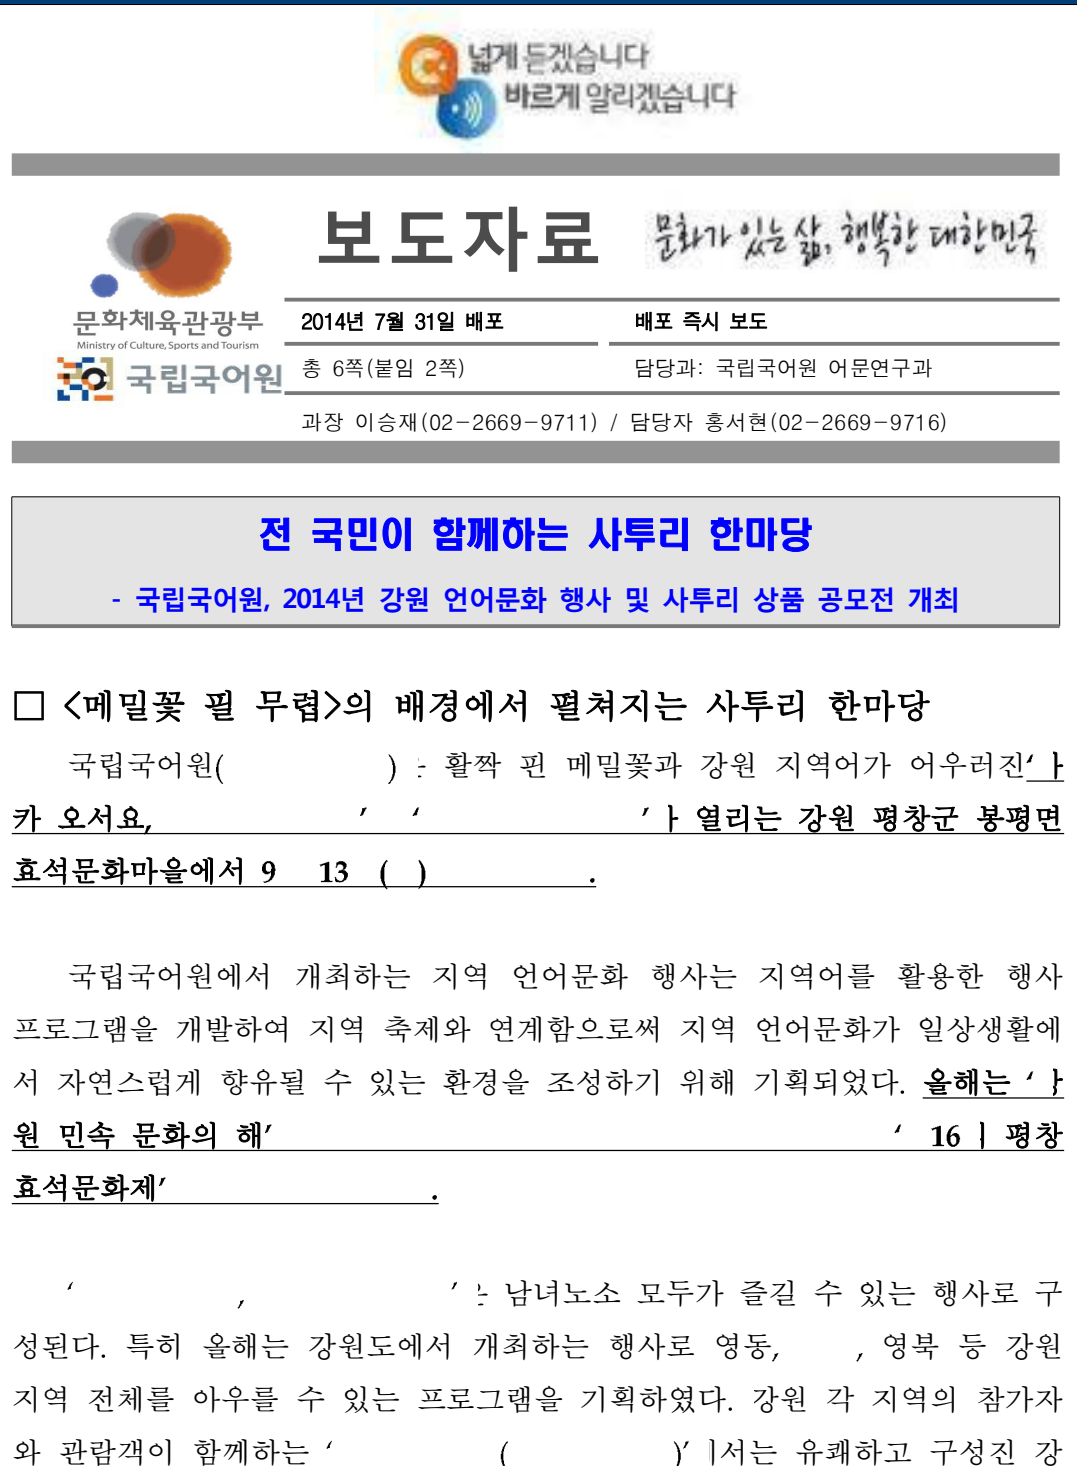 넓게 듣겠습니다
바르게 알리겠습니다
보도자료
문화가 있는 삶, 행복한 대한민국
문화체육관광부
Ministry of Culture, Sports and Tourism
국립국어원
2014년 7월 31일 배포 배포 즉시 보도
총 6쪽(붙임 2쪽) 담당과: 국립국어원 어문연구과
과장 이승재(02-2669-9711) / 담당자 홍서현(02-2669-9716)
전 국민이 함께하는 사투리 한마당
- 국립국어원, 2014년 강원 언어문화 행사 및 사투리 상품 공모전 개최
□ <메밀꽃 필 무렵>의 배경에서 펼쳐지는 사투리 한마당
국립국어원( ) 활짝 핀 메밀꽃과 강원 지역어가 어우러진 ‘
카 오서요, ’ ‘ ’ 열리는 강원 평창군 봉평면
효석문화마을에서 9 13 ( ) .
국립국어원에서 개최하는 지역 언어문화 행사는 지역어를 활용한 행사
프로그램을 개발하여 지역 축제와 연계함으로써 지역 언어문화가 일상생활에
서 자연스럽게 향유될 수 있는 환경을 조성하기 위해 기획되었다. 올해는 ‘
원 민속 문화의 해’ ‘ 16 평창
효석문화제’ .
‘ , ’ 남녀노소 모두가 즐길 수 있는 행사로 구
성된다. 특히 올해는 강원도에서 개최하는 행사로 영동, , 영북 등 강원
지역 전체를 아우를 수 있는 프로그램을 기획하였다. 강원 각 지역의 참가자
와 관람객이 함께하는 ‘ ( )’ 서는 유쾌하고 구성진 강